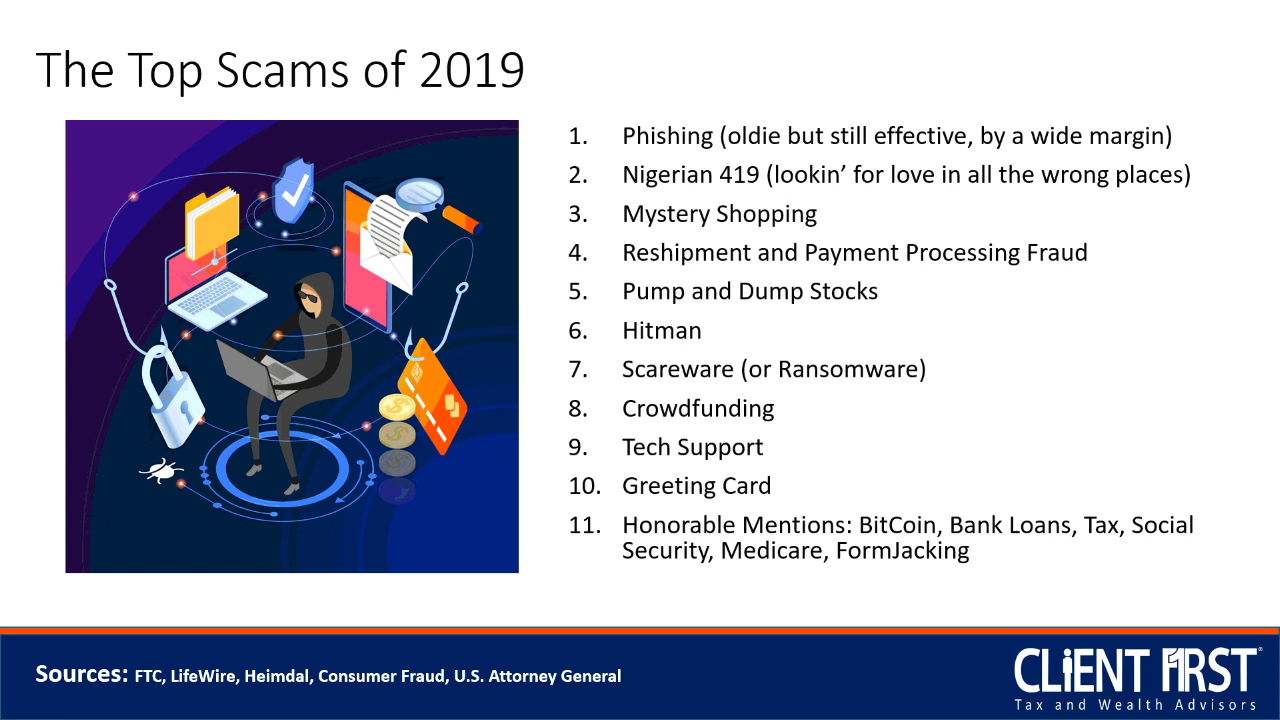 The Top Scams of 2019
1. Phishing (oldie but still effective, by a wide margin)
2. Nigerian 419 (lookin’ for love in all the wrong places)
3. Mystery Shopping
4. Reshipment and Payment Processing Fraud
5. Pump and Dump Stocks
6. Hitman
7. Scareware (or Ransomware)
8. Crowdfunding
9. Tech Support
10. Greeting Card
11. Honorable Mentions: BitCoin, Bank Loans, Tax, Social
Security, Medicare, FormJacking
Sources: FTC, LifeWire, Heimdal, Consumer Fraud, U.S. Attorney General
CLiENT FIRST®
Tax and Wealth Advisors